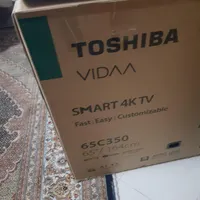 TOSHIBA
VIDAA
SMART 4K TV
Fast · Easy · Customizable
65C350